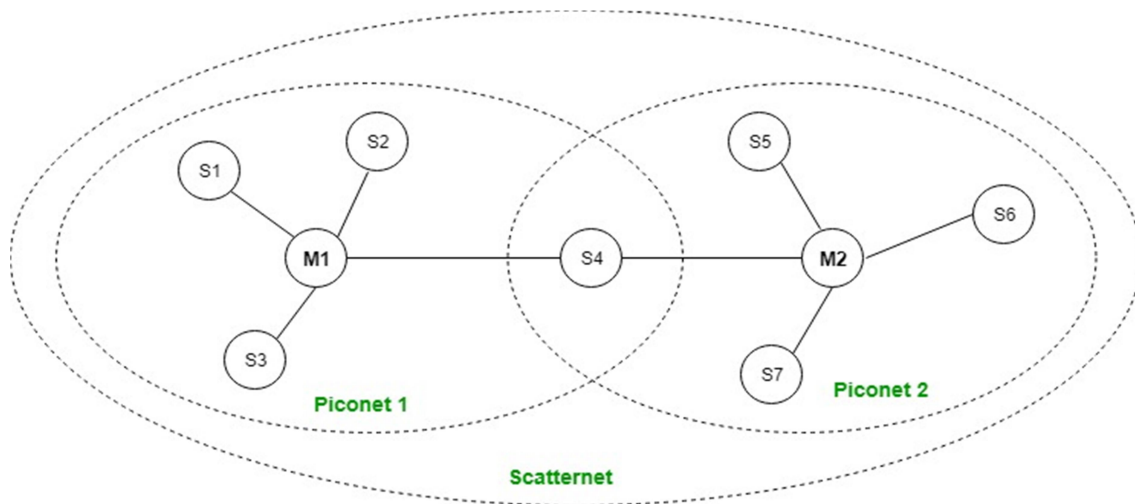 S2
S5
S1
S6
M1
S4
M2
S3
S7
Piconet 1
Piconet 2
Scatternet